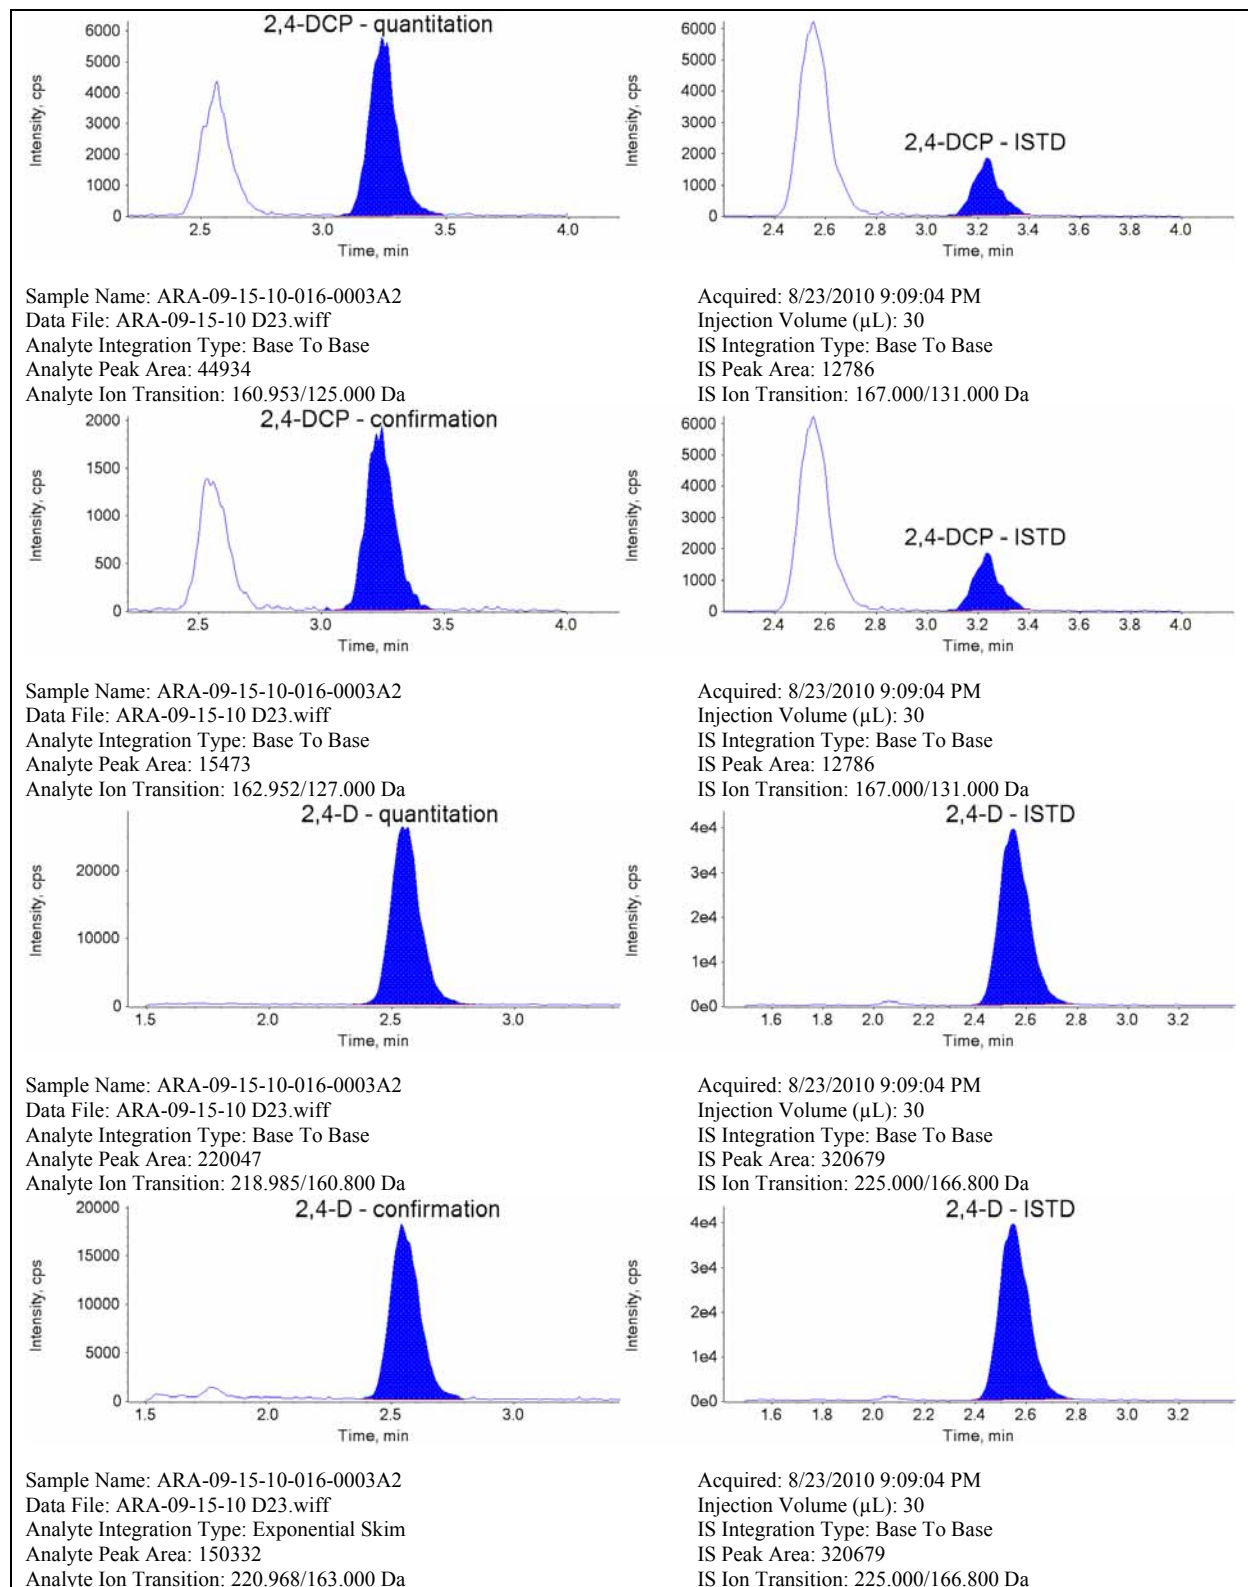 2,4-DCP - quantitation
6000
5000
4000
3000
2000
1000
0
Intensity, cps
2.5 3.0 3.5 4.0
Time, min
2,4-DCP - ISTD
6000
5000
4000
3000
2000
1000
0
Intensity, cps
2.4 2.6 2.8 3.0 3.2 3.4 3.6 3.8 4.0
Time, min
Sample Name: ARA-09-15-10-016-0003A2
Data File: ARA-09-15-10 D23.wiff
Analyte Integration Type: Base To Base
Analyte Peak Area: 44934
Analyte Ion Transition: 160.953/125.000 Da
Acquired: 8/23/2010 9:09:04 PM
Injection Volume (µL): 30
IS Integration Type: Base To Base
IS Peak Area: 12786
IS Ion Transition: 167.000/131.000 Da
2,4-DCP - confirmation
2000
1500
1000
500
0
Intensity, cps
2.5 3.0 3.5 4.0
Time, min
2,4-DCP - ISTD
6000
5000
4000
3000
2000
1000
0
Intensity, cps
2.4 2.6 2.8 3.0 3.2 3.4 3.6 3.8 4.0
Time, min
Sample Name: ARA-09-15-10-016-0003A2
Data File: ARA-09-15-10 D23.wiff
Analyte Integration Type: Base To Base
Analyte Peak Area: 15473
Analyte Ion Transition: 162.952/127.000 Da
Acquired: 8/23/2010 9:09:04 PM
Injection Volume (µL): 30
IS Integration Type: Base To Base
IS Peak Area: 12786
IS Ion Transition: 167.000/131.000 Da
2,4-D - quantitation
20000
10000
0
Intensity, cps
1.5 2.0 2.5 3.0
Time, min
2,4-D - ISTD
4e4
3e4
2e4
1e4
0e0
Intensity, cps
1.6 1.8 2.0 2.2 2.4 2.6 2.8 3.0 3.2
Time, min
Sample Name: ARA-09-15-10-016-0003A2
Data File: ARA-09-15-10 D23.wiff
Analyte Integration Type: Base To Base
Analyte Peak Area: 220047
Analyte Ion Transition: 218.985/160.800 Da
Acquired: 8/23/2010 9:09:04 PM
Injection Volume (µL): 30
IS Integration Type: Base To Base
IS Peak Area: 320679
IS Ion Transition: 225.000/166.800 Da
2,4-D - confirmation
20000
15000
10000
5000
0
Intensity, cps
1.5 2.0 2.5 3.0
Time, min
2,4-D - ISTD
4e4
3e4
2e4
1e4
0e0
Intensity, cps
1.6 1.8 2.0 2.2 2.4 2.6 2.8 3.0 3.2
Time, min
Sample Name: ARA-09-15-10-016-0003A2
Data File: ARA-09-15-10 D23.wiff
Analyte Integration Type: Exponential Skim
Analyte Peak Area: 150332
Analyte Ion Transition: 220.968/163.000 Da
Acquired: 8/23/2010 9:09:04 PM
Injection Volume (µL): 30
IS Integration Type: Base To Base
IS Peak Area: 320679
IS Ion Transition: 225.000/166.800 Da